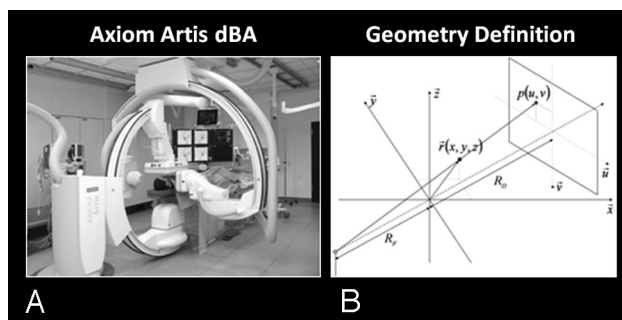 Axiom Artis dBA
Geometry Definition
y
z
p(u,v)
r(x,y,z)
u
v
R_D
x
R_F
A
B